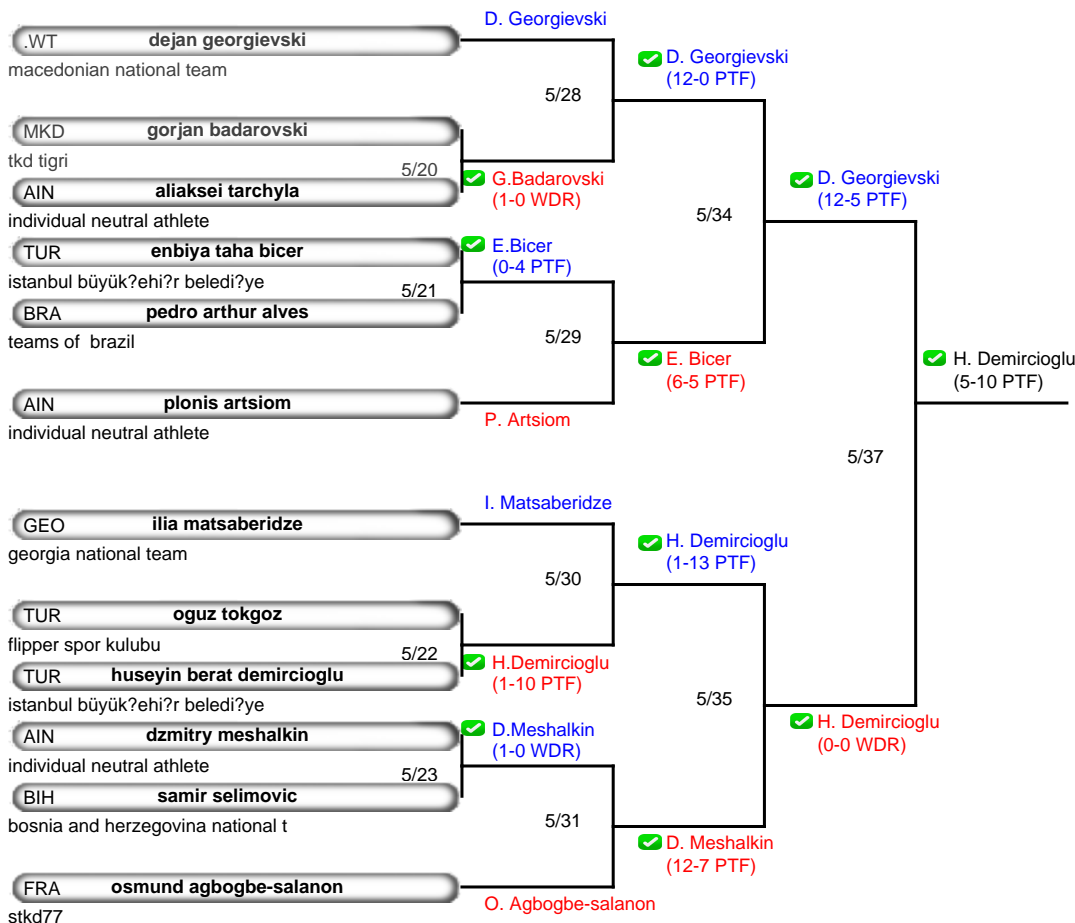 D. Georgievski
.WT dejan georgievski
macedonian national team
D. Georgievski
(12-0 PTF)
5/28
MKD gorjan badarovski
tkd tigri
5/20
G.Badarovski
(1-0 WDR)
AIN aliaksei tarchyla
individual neutral athlete
D. Georgievski
(12-5 PTF)
5/34
TUR enbiya taha bicer
istanbul büyük?ehi?r beledi?ye
E.Bicer
(0-4 PTF)
5/21
BRA pedro arthur alves
teams of  brazil
5/29
E. Bicer
(6-5 PTF)
AIN plonis artsiom
individual neutral athlete
P. Artsiom
H. Demircioglu
(5-10 PTF)
5/37
I. Matsaberidze
GEO ilia matsaberidze
georgia national team
H. Demircioglu
(1-13 PTF)
5/30
TUR oguz tokgoz
flipper spor kulubu
5/22
H.Demircioglu
(1-10 PTF)
TUR huseyin berat demircioglu
istanbul büyük?ehi?r beledi?ye
5/35
AIN dzmitry meshalkin
individual neutral athlete
D.Meshalkin
(1-0 WDR)
H. Demircioglu
(0-0 WDR)
5/23
BIH samir selimovic
bosnia and herzegovina national t
5/31
D. Meshalkin
(12-7 PTF)
FRA osmund agbogbe-salanon
stkd77
O. Agbogbe-salanon